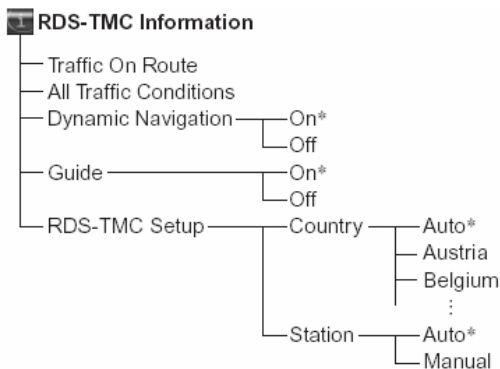 RDS-TMC Information
Traffic On Route
All Traffic Conditions
Dynamic Navigation On*
Off
Guide On*
Off
RDS-TMC Setup Country Auto*
Austria
Belgium
⋮
Station Auto*
Manual